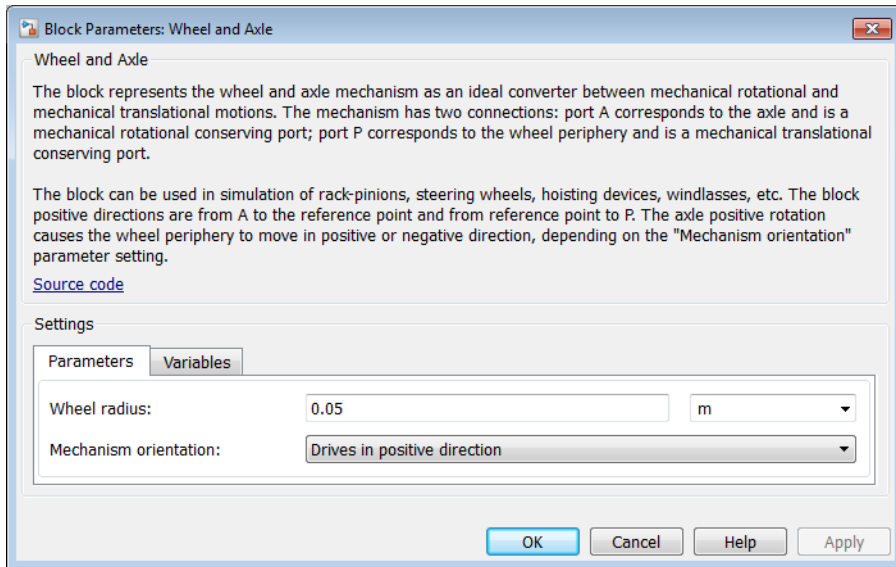 Block Parameters: Wheel and Axle
Wheel and Axle
The block represents the wheel and axle mechanism as an ideal converter between mechanical rotational and
mechanical translational motions. The mechanism has two connections: port A corresponds to the axle and is a
mechanical rotational conserving port; port P corresponds to the wheel periphery and is a mechanical translational
conserving port.
The block can be used in simulation of rack-pinions, steering wheels, hoisting devices, windlasses, etc. The block
positive directions are from A to the reference point and from reference point to P. The axle positive rotation
causes the wheel periphery to move in positive or negative direction, depending on the "Mechanism orientation"
parameter setting.
Source code
Settings
Parameters Variables
Wheel radius: 0.05 m
Mechanism orientation: Drives in positive direction
OK Cancel Help Apply